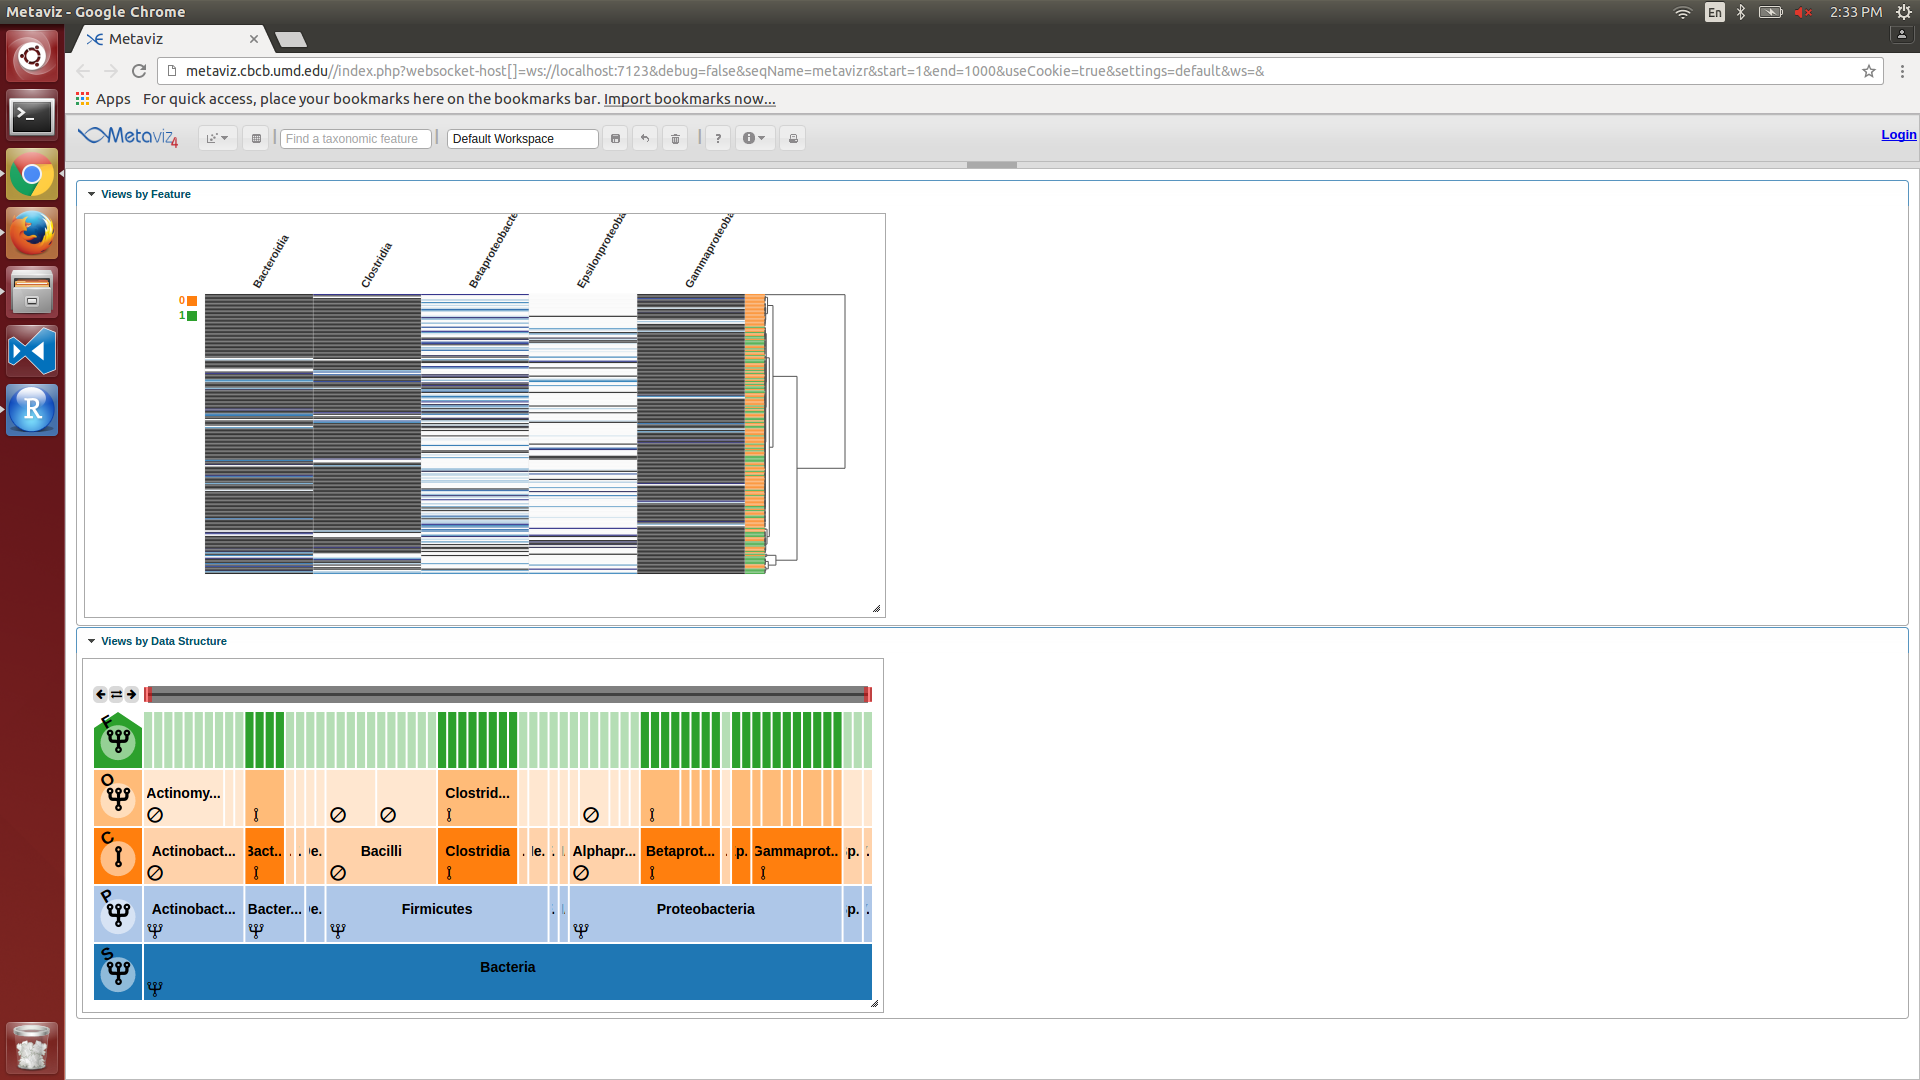 Metaviz - Google Chrome
En
2:33 PM
Metaviz
metaviz.cbcb.umd.edu//index.php?websocket-host[]=ws://localhost:7123&debug=false&seqName=metavizr&start=1&end=1000&useCookie=true&settings=default&ws=&
Apps For quick access, place your bookmarks here on the bookmarks bar. Import bookmarks now...
Metaviz4 Find a taxonomic feature Default Workspace ? Login
Views by Feature
Bacteroidia Clostridia Betaproteobacte Epsilonproteoba Gammaproteoba
0
1
Views by Data Structure
F
O Actinomy... Clostrid...
C Actinobact... Bact.. . . De. Bacilli Clostridia . le. . Alphapr... Betaprot... . p. Gammaprot.. p. .
P Actinobact... Bacter... De. Firmicutes . . Proteobacteria p. .
S Bacteria
R